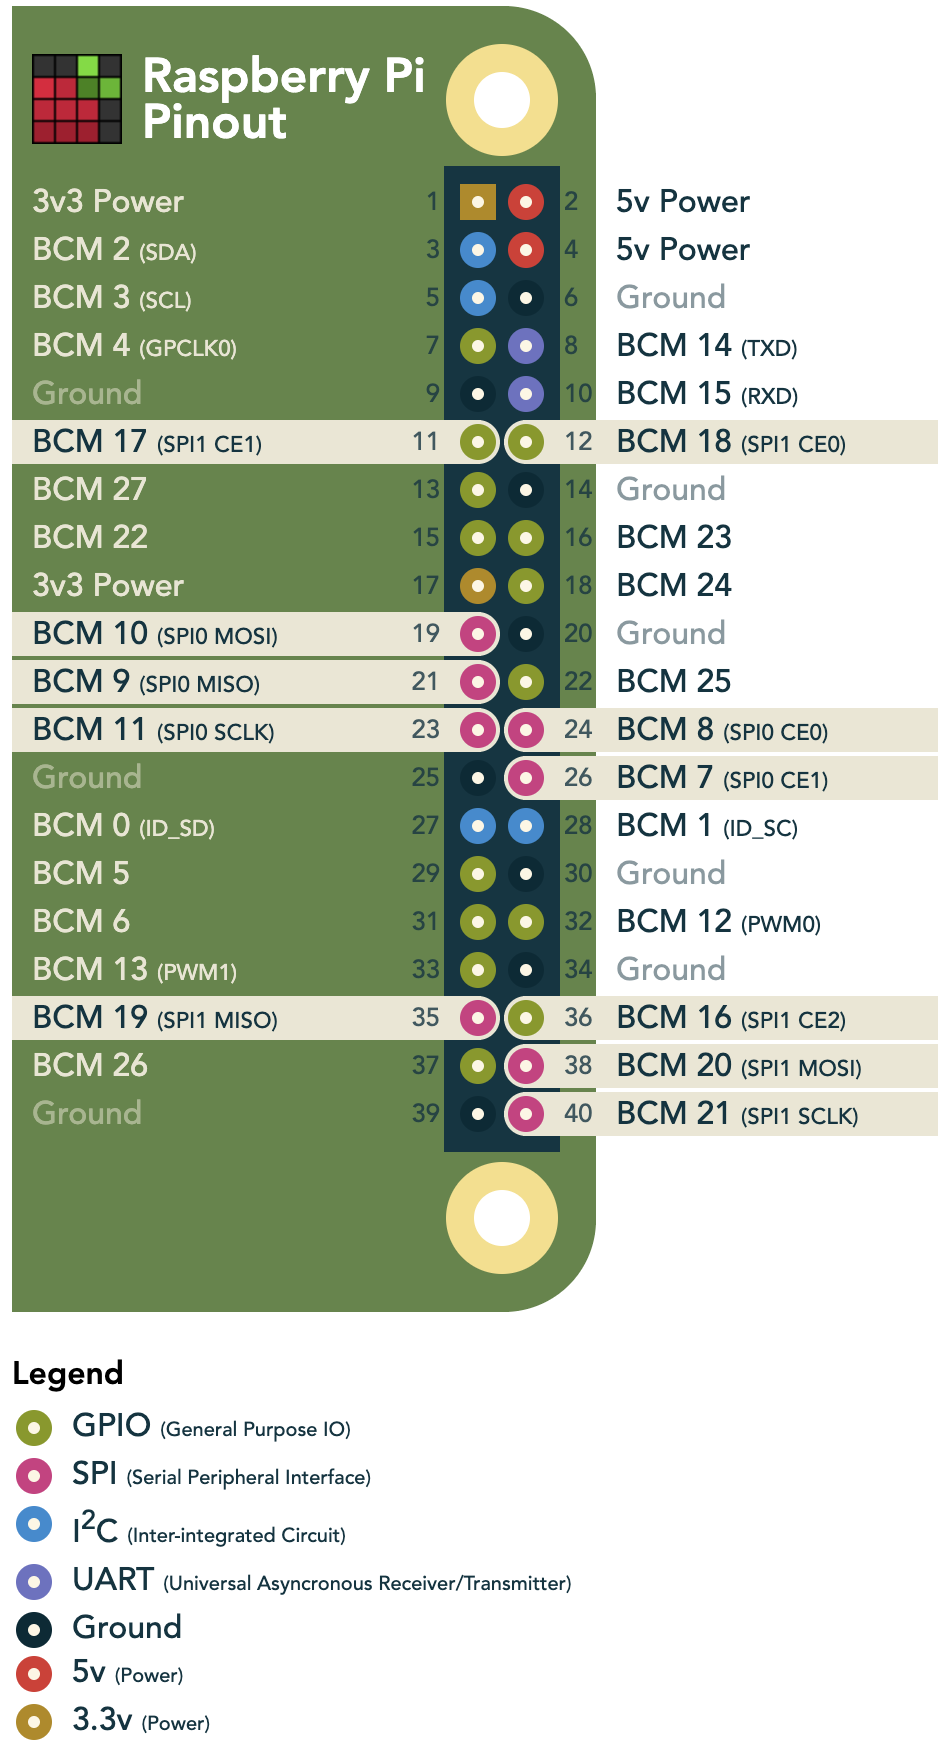 Raspberry Pi
Pinout
3v3 Power 1 2 5v Power
BCM 2 (SDA) 3 4 5v Power
BCM 3 (SCL) 5 6 Ground
BCM 4 (GPCLK0) 7 8 BCM 14 (TXD)
Ground 9 10 BCM 15 (RXD)
BCM 17 (SPI1 CE1) 11 12 BCM 18 (SPI1 CE0)
BCM 27 13 14 Ground
BCM 22 15 16 BCM 23
3v3 Power 17 18 BCM 24
BCM 10 (SPI0 MOSI) 19 20 Ground
BCM 9 (SPI0 MISO) 21 22 BCM 25
BCM 11 (SPI0 SCLK) 23 24 BCM 8 (SPI0 CE0)
Ground 25 26 BCM 7 (SPI0 CE1)
BCM 0 (ID_SD) 27 28 BCM 1 (ID_SC)
BCM 5 29 30 Ground
BCM 6 31 32 BCM 12 (PWM0)
BCM 13 (PWM1) 33 34 Ground
BCM 19 (SPI1 MISO) 35 36 BCM 16 (SPI1 CE2)
BCM 26 37 38 BCM 20 (SPI1 MOSI)
Ground 39 40 BCM 21 (SPI1 SCLK)
Legend
GPIO (General Purpose IO)
SPI (Serial Peripheral Interface)
I²C (Inter-integrated Circuit)
UART (Universal Asyncronous Receiver/Transmitter)
Ground
5v (Power)
3.3v (Power)